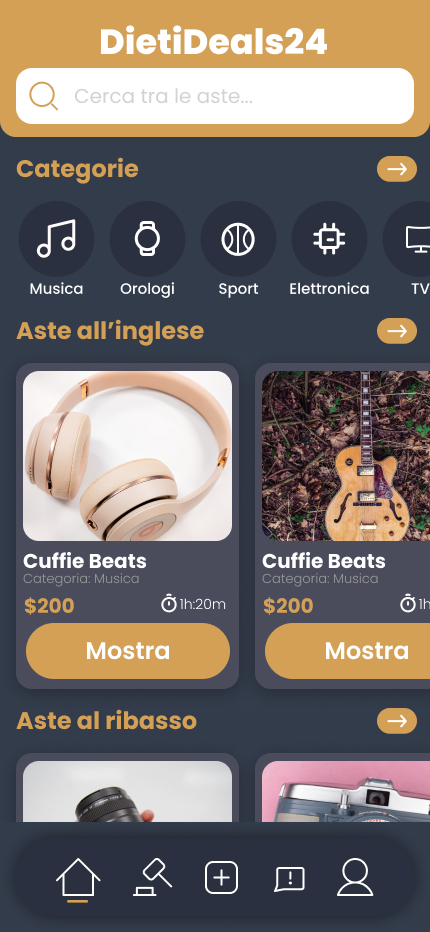 DietiDeals24
Cerca tra le aste...
Categorie
Musica
Orologi
Sport
Elettronica
TV
Aste all’inglese
Cuffie Beats
Categoria: Musica
$200
1h:20m
Mostra
Cuffie Beats
Categoria: Musica
$200
1h
Mostra
Aste al ribasso